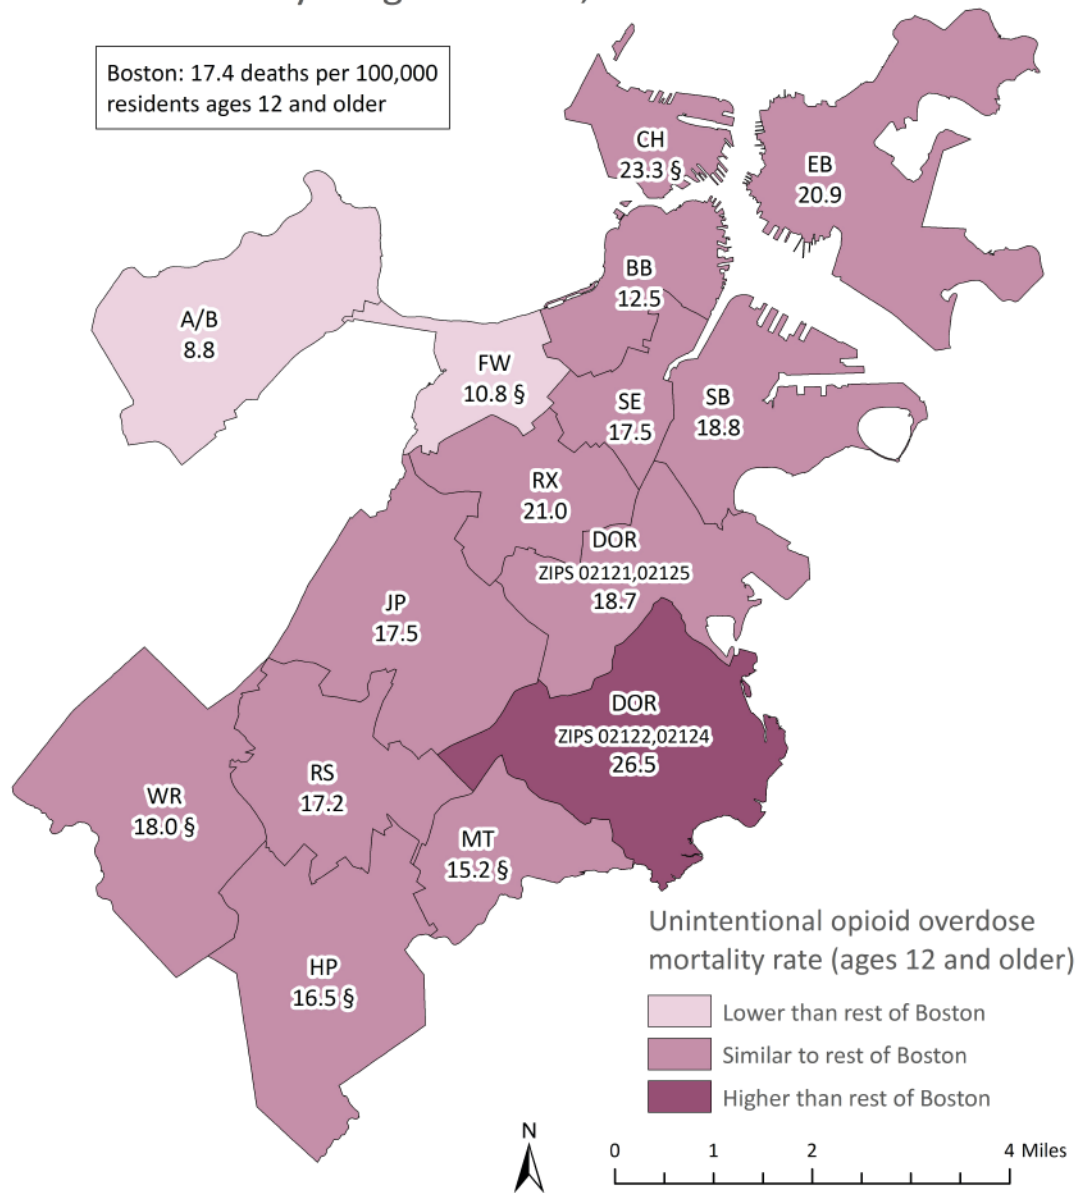 Boston: 17.4 deaths per 100,000
residents ages 12 and older
CH
23.3 §
EB
20.9
BB
12.5
A/B
8.8
FW
10.8 §
SE
17.5
SB
18.8
RX
21.0
DOR
ZIPS 02121,02125
18.7
JP
17.5
DOR
ZIPS 02122,02124
26.5
RS
17.2
WR
18.0 §
MT
15.2 §
HP
16.5 §
Unintentional opioid overdose
mortality rate (ages 12 and older)
Lower than rest of Boston
Similar to rest of Boston
Higher than rest of Boston
N
0 1 2 4 Miles